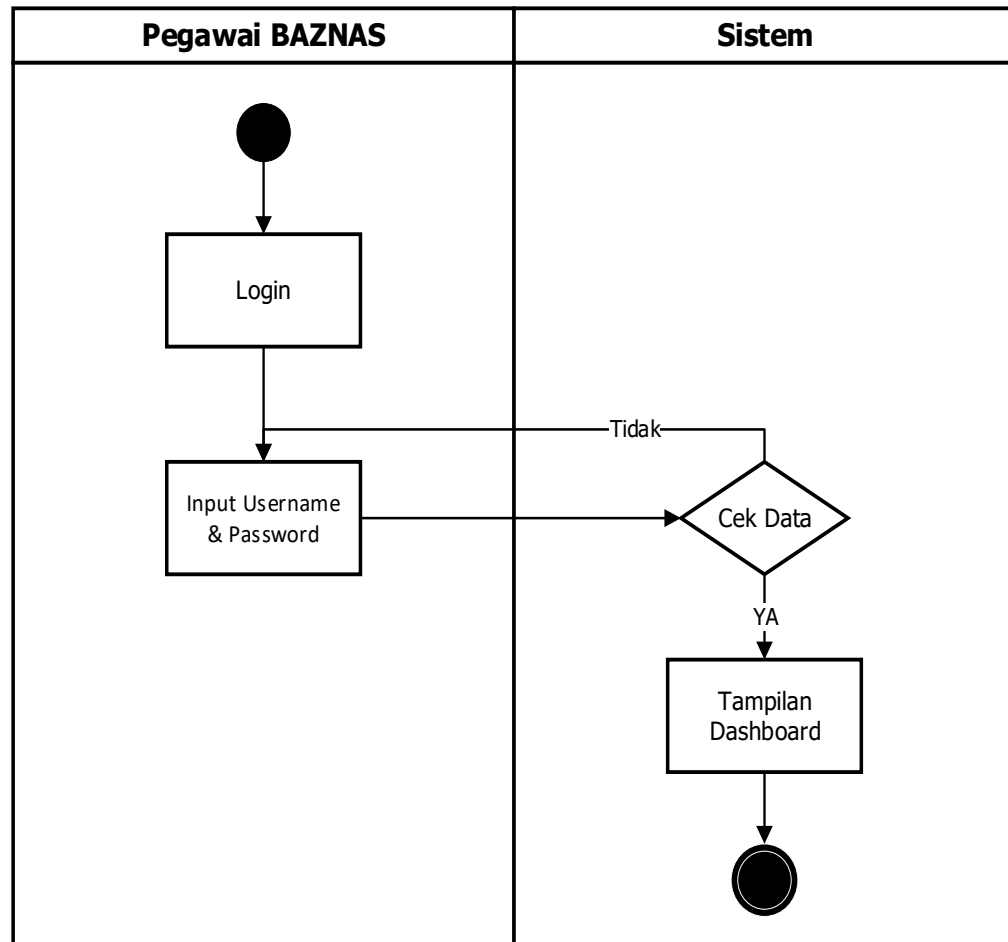 Pegawai BAZNAS
Sistem
Login
Tidak
Input Username
& Password
Cek Data
YA
Tampilan
Dashboard